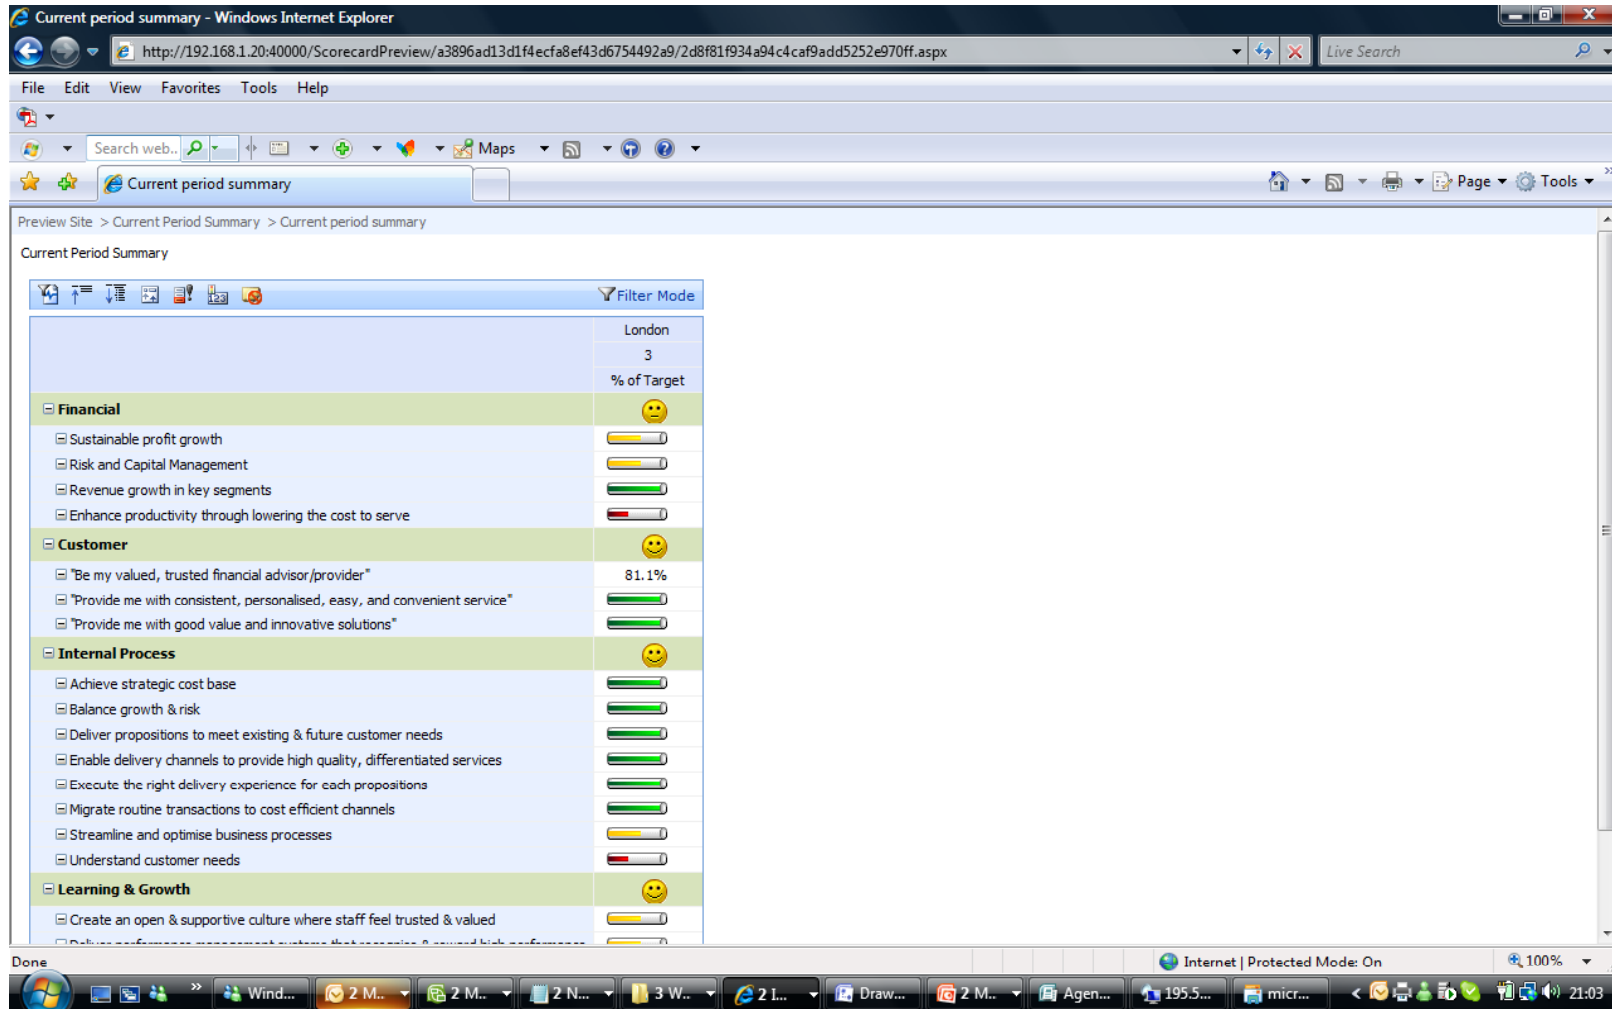 Current period summary - Windows Internet Explorer
http://192.168.1.20:40000/ScorecardPreview/a3896ad13d1f4ecfa8ef43d6754492a9/2d8f81f934a94c4caf9add5252e970ff.aspx
Live Search
File Edit View Favorites Tools Help
Search web..
Maps
Current period summary
Page Tools
Preview Site > Current Period Summary > Current period summary
Current Period Summary
Filter Mode
London
3
% of Target
Financial
Sustainable profit growth
Risk and Capital Management
Revenue growth in key segments
Enhance productivity through lowering the cost to serve
Customer
"Be my valued, trusted financial advisor/provider" 81.1%
"Provide me with consistent, personalised, easy, and convenient service"
"Provide me with good value and innovative solutions"
Internal Process
Achieve strategic cost base
Balance growth & risk
Deliver propositions to meet existing & future customer needs
Enable delivery channels to provide high quality, differentiated services
Execute the right delivery experience for each propositions
Migrate routine transactions to cost efficient channels
Streamline and optimise business processes
Understand customer needs
Learning & Growth
Create an open & supportive culture where staff feel trusted & valued
Deliver performance management systems that recognise & reward high performance
Done
Internet | Protected Mode: On
100%
Wind... 2 M.. 2 M.. 2 N... 3 W.. 2 I... Draw... 2 M.. Agen... 195.5... micr... 21:03